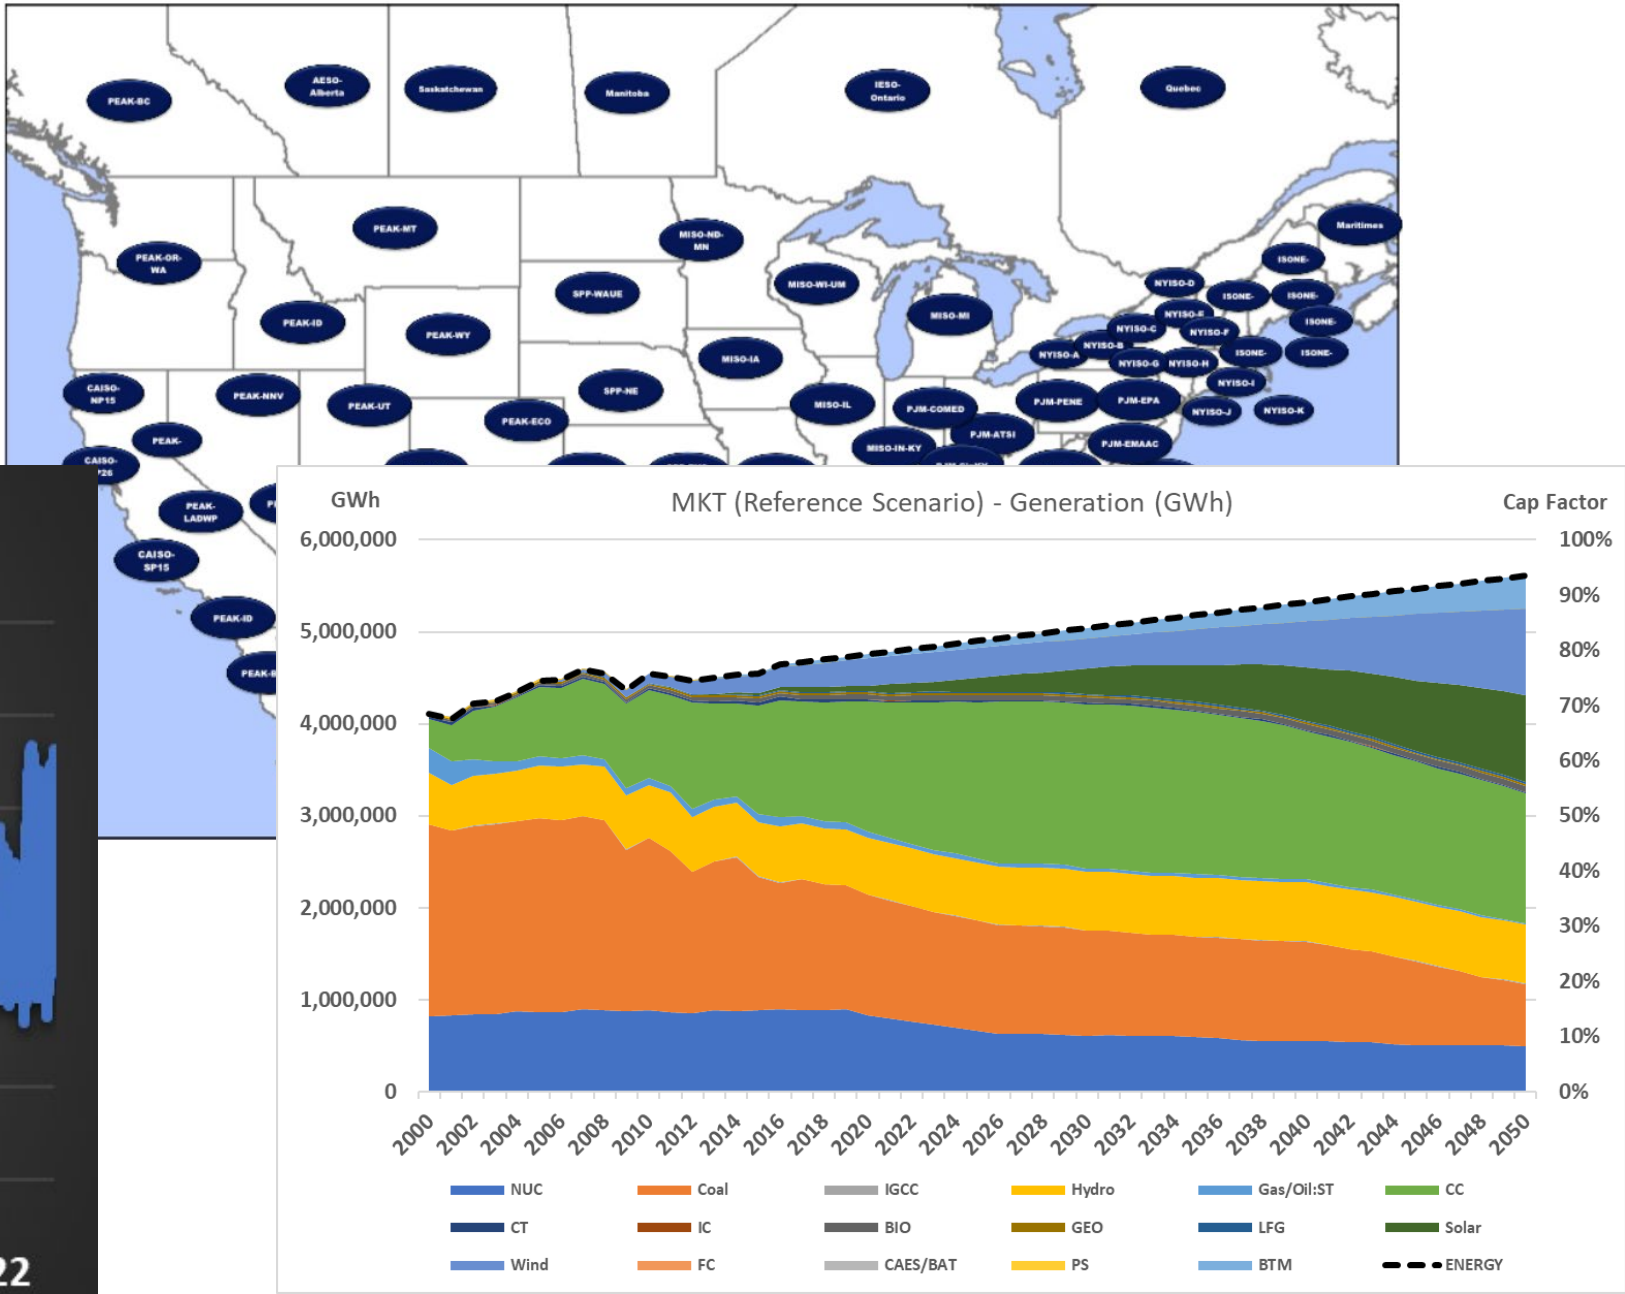 PEAK-BC
AESO-
Alberta
Saskatchewan
Manitoba
IESO-
Ontario
Quebec
PEAK-MT
MISO-ND-
MN
Maritimes
PEAK-OR-
WA
ISONE-
SPP-WAUE
MISO-WI-UM
NYISO-D
ISONE-
ISONE-
PEAK-ID
PEAK-WY
MISO-MI
NYISO-E
ISONE-
NYISO-C
NYISO-F
NYISO-B
MISO-IA
NYISO-A
NYISO-G
NYISO-H
ISONE-
ISONE-
CAISO-
NP15
PEAK-NNV
SPP-NE
NYISO-I
PEAK-UT
MISO-IL
PJM-COMED
PJM-PENE
PJM-EPA
NYISO-J
NYISO-K
PEAK-ECO
PEAK-
PJM-ATSI
MISO-IN-KY
PJM-EMAAC
CAISO-
PEAK-
LADWP
CAISO-
SP15
PEAK-ID
GWh
MKT (Reference Scenario) - Generation (GWh)
Cap Factor
6,000,000
5,000,000
4,000,000
3,000,000
2,000,000
1,000,000
0
100%
90%
80%
70%
60%
50%
40%
30%
20%
10%
0%
2000 2002 2004 2006 2008 2010 2012 2014 2016 2018 2020 2022 2024 2026 2028 2030 2032 2034 2036 2038 2040 2042 2044 2046 2048 2050
NUC Coal IGCC Hydro Gas/Oil:ST CC
CT IC BIO GEO LFG Solar
Wind FC CAES/BAT PS BTM ENERGY
22